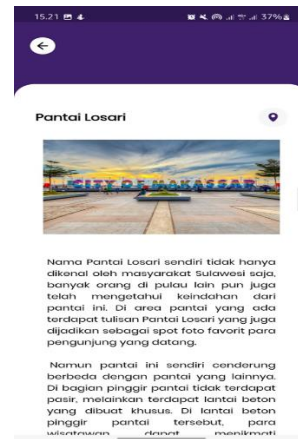 15.21
37%
Pantai Losari
CITY OF MAKASSAR
Nama Pantai Losari sendiri tidak hanya
dikenal oleh masyarakat Sulawesi saja,
banyak orang di pulau lain pun juga
telah mengetahui keindahan dari
pantai ini. Di area pantai yang ada
terdapat tulisan Pantai Losari yang juga
dijadikan sebagai spot foto favorit para
pengunjung yang datang.
Namun pantai ini sendiri cenderung
berbeda dengan pantai yang lainnya.
Di bagian pinggir pantai tidak terdapat
pasir, melainkan terdapat lantai beton
yang dibuat khusus. Di lantai beton
pinggir pantai tersebut, para
wisatawan dapat menikmati